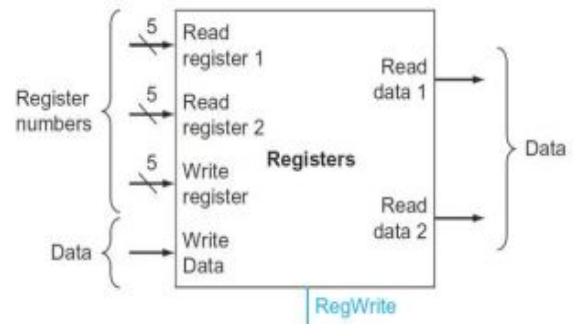 5
Read
register 1
5
Read
register 2
5
Write
register
Write
Data
Register
numbers
Data
Registers
Read
data 1
Read
data 2
Data
RegWrite